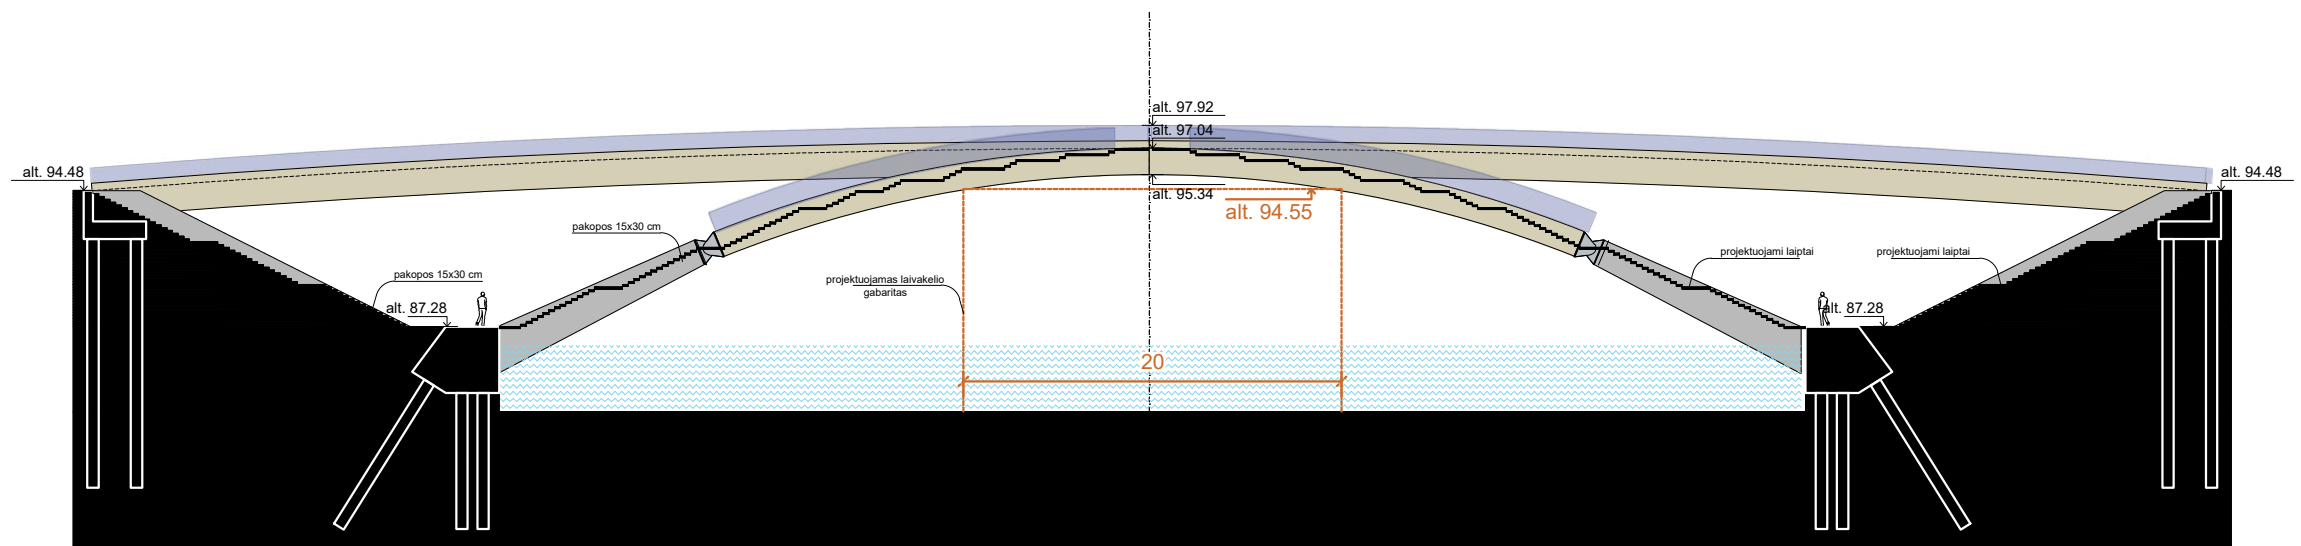 alt. 97.92
alt. 97.04
alt. 94.48
alt. 94.48
alt. 95.34
alt. 94.55
pakopos 15x30 cm
projektuojami laiptai
projektuojami laiptai
pakopos 15x30 cm
projektuojamas laivakelio
gabaritas
alt. 87.28
alt. 87.28
20